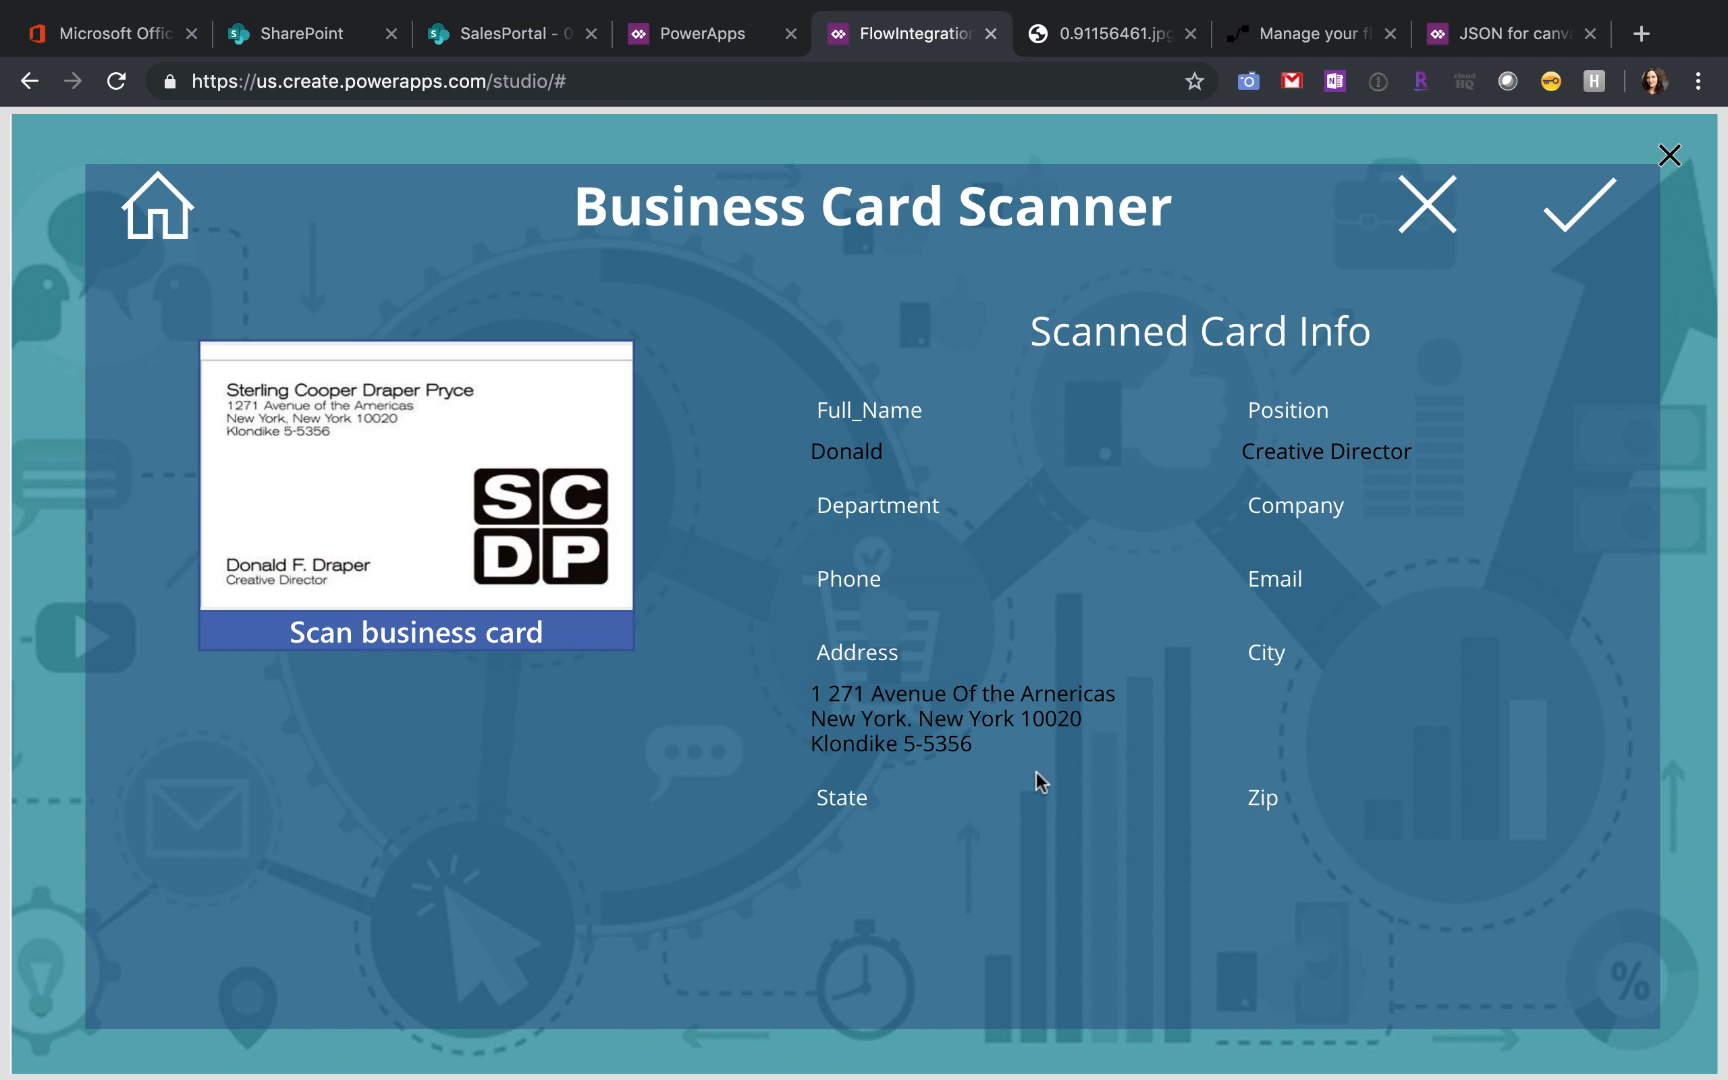 Microsoft Offic
SharePoint
SalesPortal - 0
PowerApps
FlowIntegration
0.91156461.jpg
Manage your fl
JSON for canva
https://us.create.powerapps.com/studio/#
Business Card Scanner
Scanned Card Info
Sterling Cooper Draper Pryce
1271 Avenue of the Americas
New York, New York 10020
Klondike 5-5356
SC
DP
Donald F. Draper
Creative Director
Scan business card
Full_Name
Position
Donald
Creative Director
Department
Company
Phone
Email
Address
City
1 271 Avenue Of the Arnericas
New York. New York 10020
Klondike 5-5356
State
Zip
%